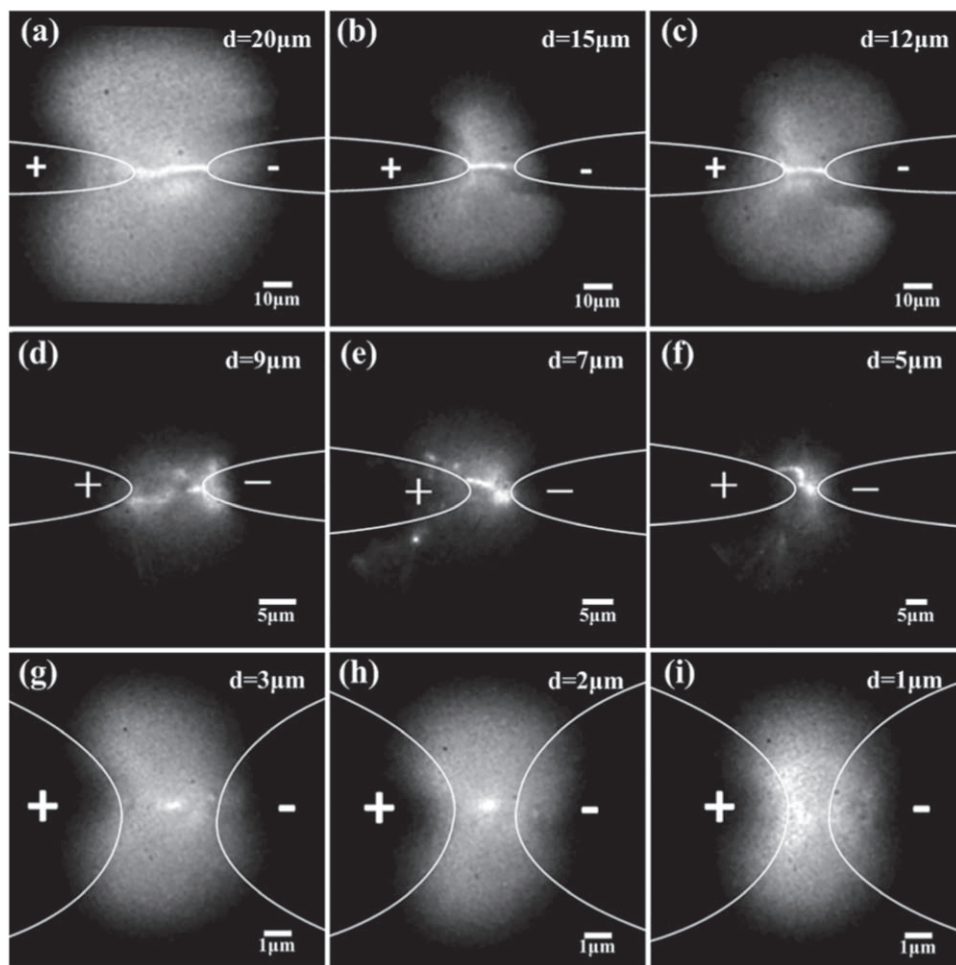 (a) d=20μm
+ -
10μm
(b) d=15μm
+ -
10μm
(c) d=12μm
+ -
10μm
(d) d=9μm
+ −
5μm
(e) d=7μm
+ −
5μm
(f) d=5μm
+ −
5μm
(g) d=3μm
+ -
1μm
(h) d=2μm
+ -
1μm
(i) d=1μm
+ -
1μm